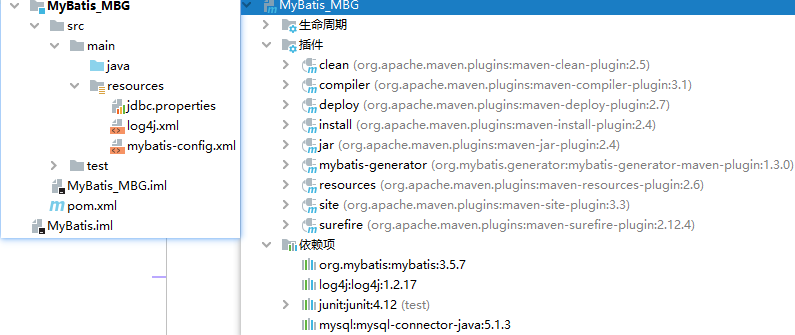 MyBatis_MBG
src
main
java
resources
jdbc.properties
log4j.xml
mybatis-config.xml
test
MyBatis_MBG.iml
pom.xml
MyBatis.iml
MyBatis_MBG
生命周期
插件
clean (org.apache.maven.plugins:maven-clean-plugin:2.5)
compiler (org.apache.maven.plugins:maven-compiler-plugin:3.1)
deploy (org.apache.maven.plugins:maven-deploy-plugin:2.7)
install (org.apache.maven.plugins:maven-install-plugin:2.4)
jar (org.apache.maven.plugins:maven-jar-plugin:2.4)
mybatis-generator (org.mybatis.generator:mybatis-generator-maven-plugin:1.3.0)
resources (org.apache.maven.plugins:maven-resources-plugin:2.6)
site (org.apache.maven.plugins:maven-site-plugin:3.3)
surefire (org.apache.maven.plugins:maven-surefire-plugin:2.12.4)
依赖项
org.mybatis:mybatis:3.5.7
log4j:log4j:1.2.17
junit:junit:4.12 (test)
mysql:mysql-connector-java:5.1.3